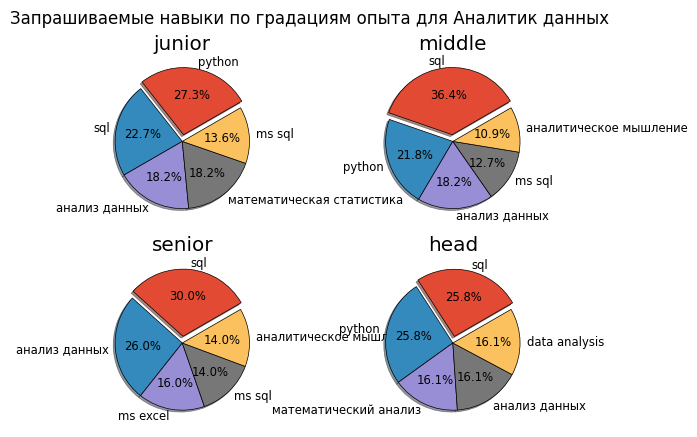 Запрашиваемые навыки по градациям опыта для Аналитик данных
junior
python
27.3%
sql
22.7%
13.6%
ms sql
18.2%
18.2%
анализ данных
математическая статистика
middle
sql
36.4%
10.9%
аналитическое мышление
python
21.8%
12.7%
ms sql
18.2%
анализ данных
senior
sql
30.0%
анализ данных
26.0%
14.0%
аналитическое
14.0%
16.0%
ms sql
ms excel
head
sql
25.8%
python
25.8%
16.1%
data analysis
16.1%
16.1%
математический анализ
анализ данных